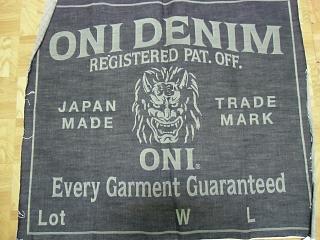 ONI DENIM
REGISTERED PAT. OFF.
JAPAN MADE
TRADE MARK
ONI®
Every Garment Guaranteed
Lot W L